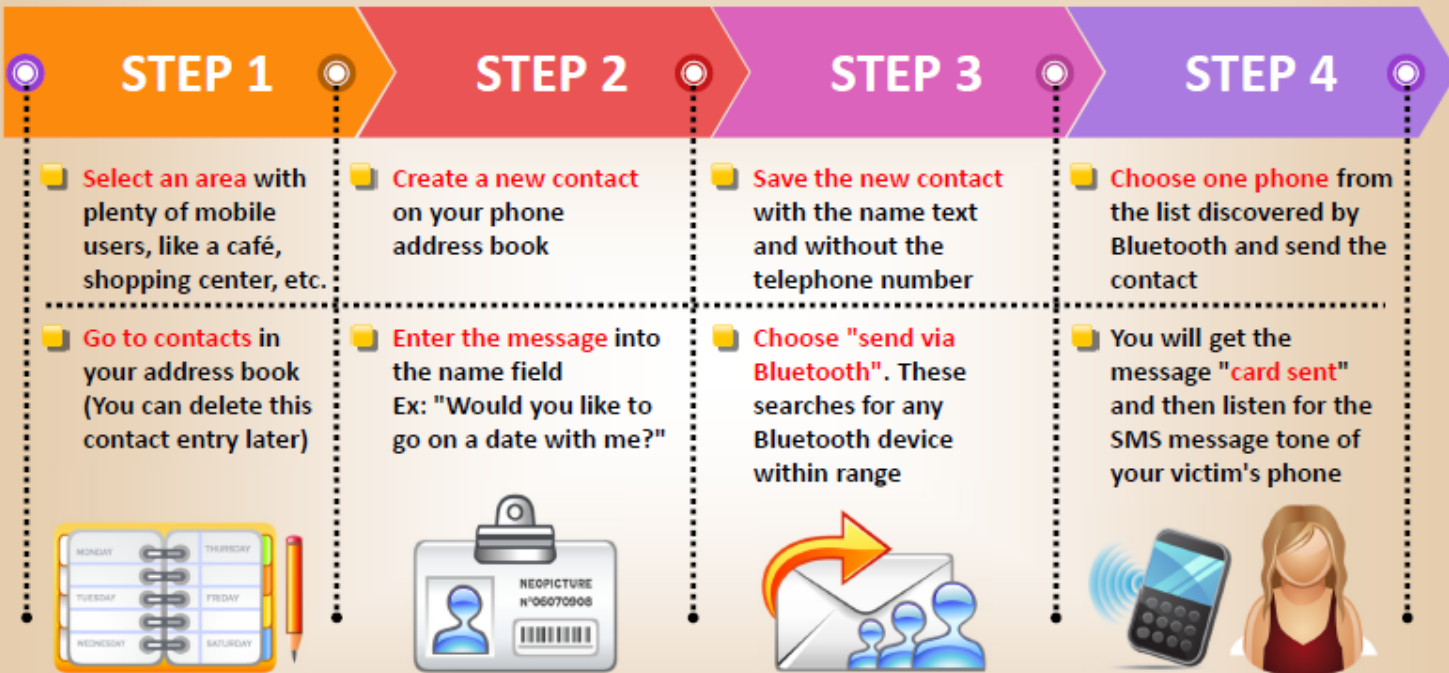 STEP 1
STEP 2
STEP 3
STEP 4
Select an area with
plenty of mobile
users, like a café,
shopping center, etc.
Go to contacts in
your address book
(You can delete this
contact entry later)
Create a new contact
on your phone
address book
Enter the message into
the name field
Ex: "Would you like to
go on a date with me?"
Save the new contact
with the name text
and without the
telephone number
Choose "send via
Bluetooth". These
searches for any
Bluetooth device
within range
Choose one phone from
the list discovered by
Bluetooth and send the
contact
You will get the
message "card sent"
and then listen for the
SMS message tone of
your victim's phone
MONDAY
TUESDAY
WEDNESDAY
THURSDAY
FRIDAY
SATURDAY
NEOPICTURE
N°06070908